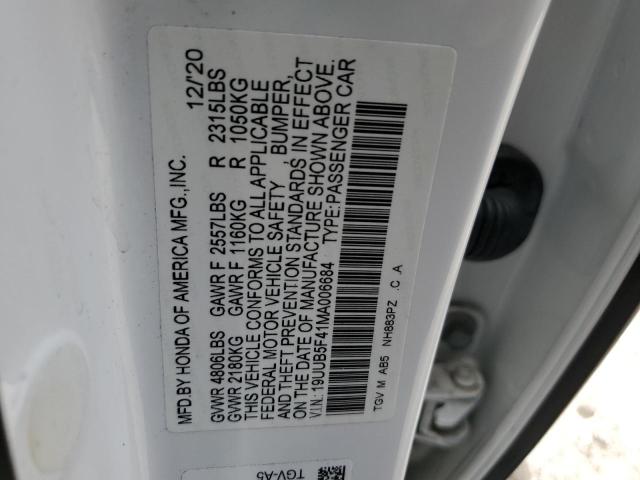 MFD.BY HONDA OF AMERICA MFG.,INC. 12/20
GVWR 4806LBS GAWR F 2557LBS R 2315LBS
GVWR 2180KG GAWR F 1160KG R 1050KG
THIS VEHICLE CONFORMS TO ALL APPLICABLE
FEDERAL MOTOR VEHICLE SAFETY, BUMPER,
AND THEFT PREVENTION STANDARDS IN EFFECT
ON THE DATE OF MANUFACTURE SHOWN ABOVE.
V.I.N.: 19UUB5F41MA006684 TYPE:PASSENGER CAR
TGV M AB5 NH883PZ .C .A
TGV-A5